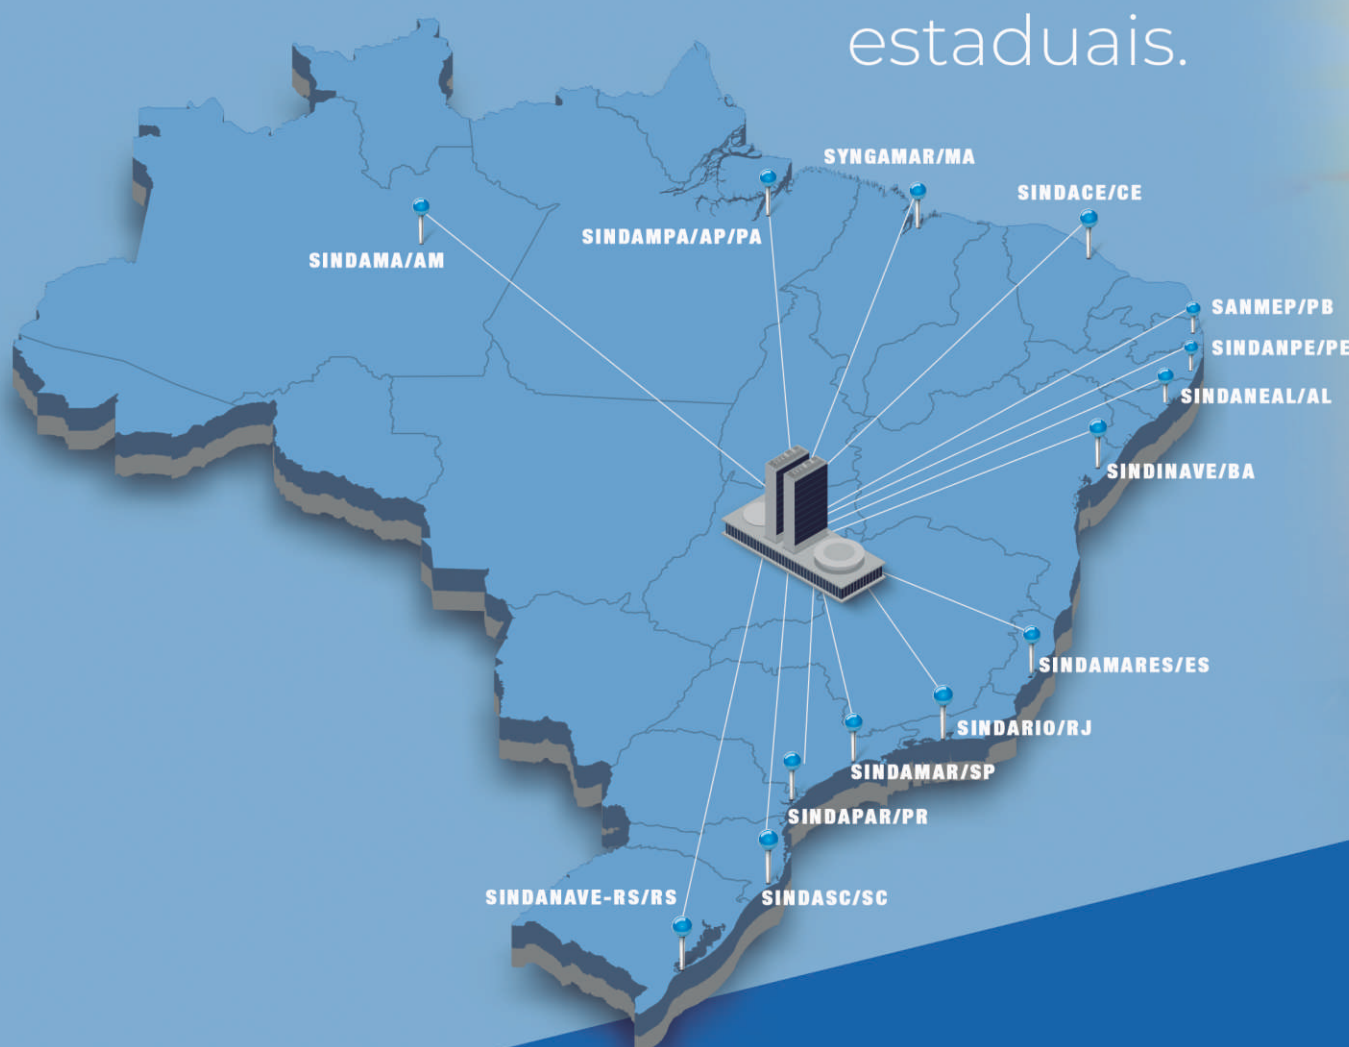 estaduais.
SYNGAMAR/MA
SINDACE/CE
SINDAMPA/AP/PA
SINDAMA/AM
SANMEP/PB
SINDANPE/PE
SINDANEAL/AL
SINDINAVE/BA
SINDAMARES/ES
SINDARIO/RJ
SINDAMAR/SP
SINDAPAR/PR
SINDANAVE-RS/RS
SINDASC/SC